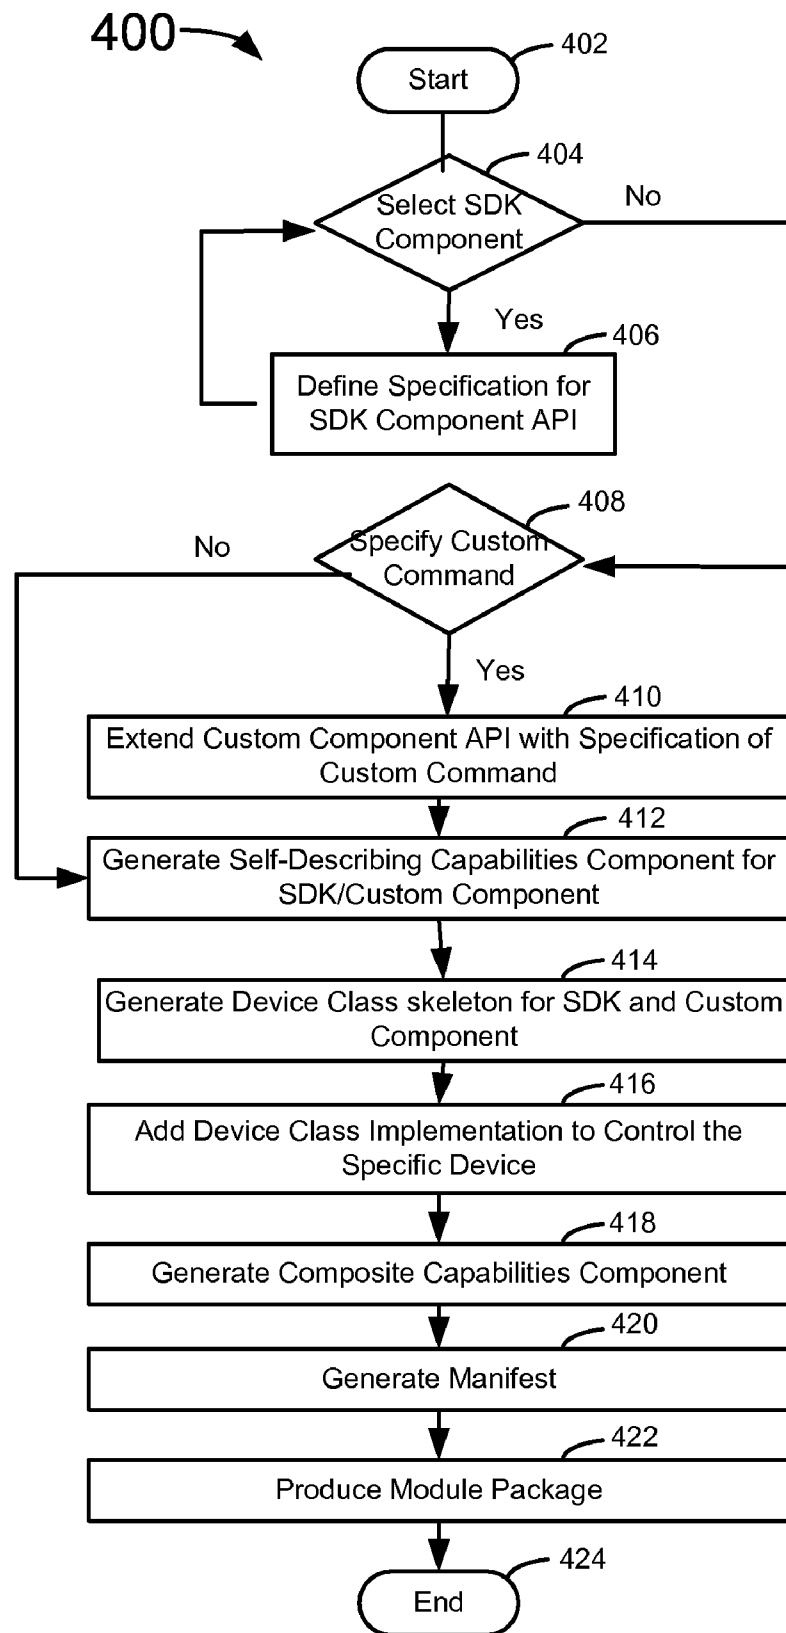 400
402
Start
404
Select SDK
Component
No
Yes
406
Define Specification for
SDK Component API
408
Specify Custom
Command
No
Yes
410
Extend Custom Component API with Specification of
Custom Command
412
Generate Self-Describing Capabilities Component for
SDK/Custom Component
414
Generate Device Class skeleton for SDK and Custom
Component
416
Add Device Class Implementation to Control the
Specific Device
418
Generate Composite Capabilities Component
420
Generate Manifest
422
Produce Module Package
424
End